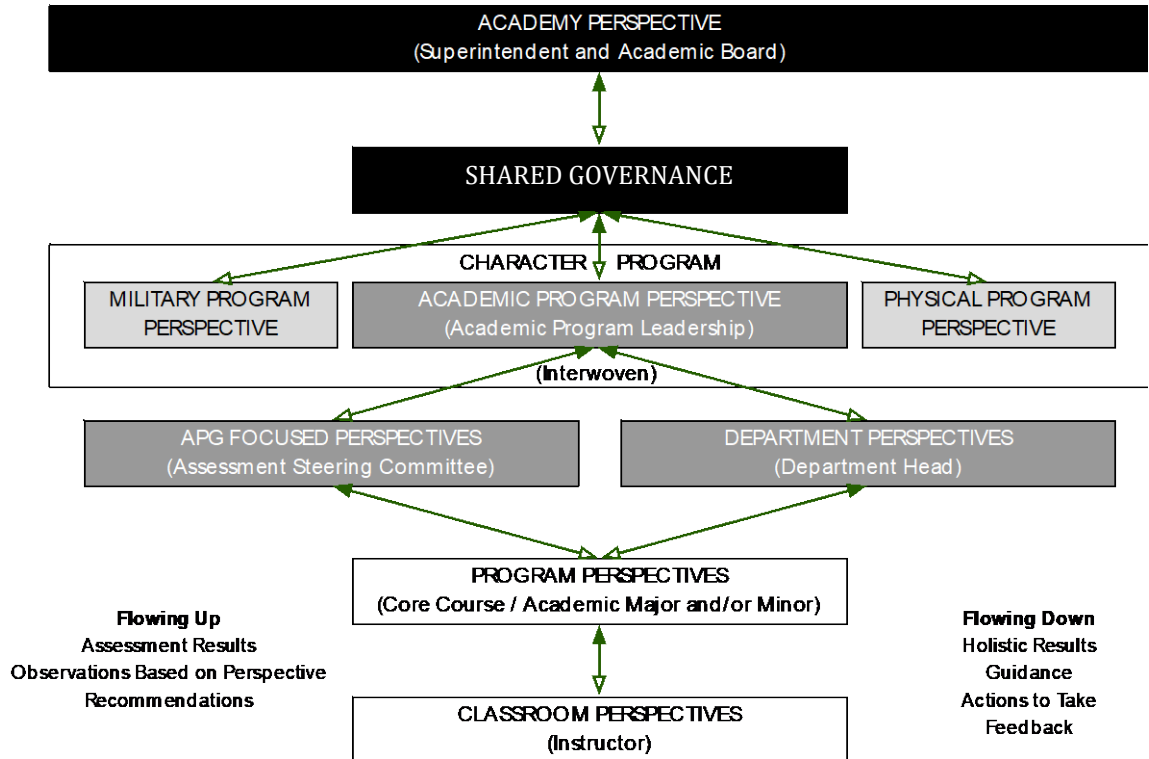 ACADEMY PERSPECTIVE
(Superintendent and Academic Board)
SHARED GOVERNANCE
CHARACTER PROGRAM
MILITARY PROGRAM
PERSPECTIVE
ACADEMIC PROGRAM PERSPECTIVE
(Academic Program Leadership)
PHYSICAL PROGRAM
PERSPECTIVE
(Interwoven)
APG FOCUSED PERSPECTIVES
(Assessment Steering Committee)
DEPARTMENT PERSPECTIVES
(Department Head)
PROGRAM PERSPECTIVES
(Core Course / Academic Major and/or Minor)
Flowing Up
Assessment Results
Observations Based on Perspective
Recommendations
Flowing Down
Holistic Results
Guidance
Actions to Take
Feedback
CLASSROOM PERSPECTIVES
(Instructor)